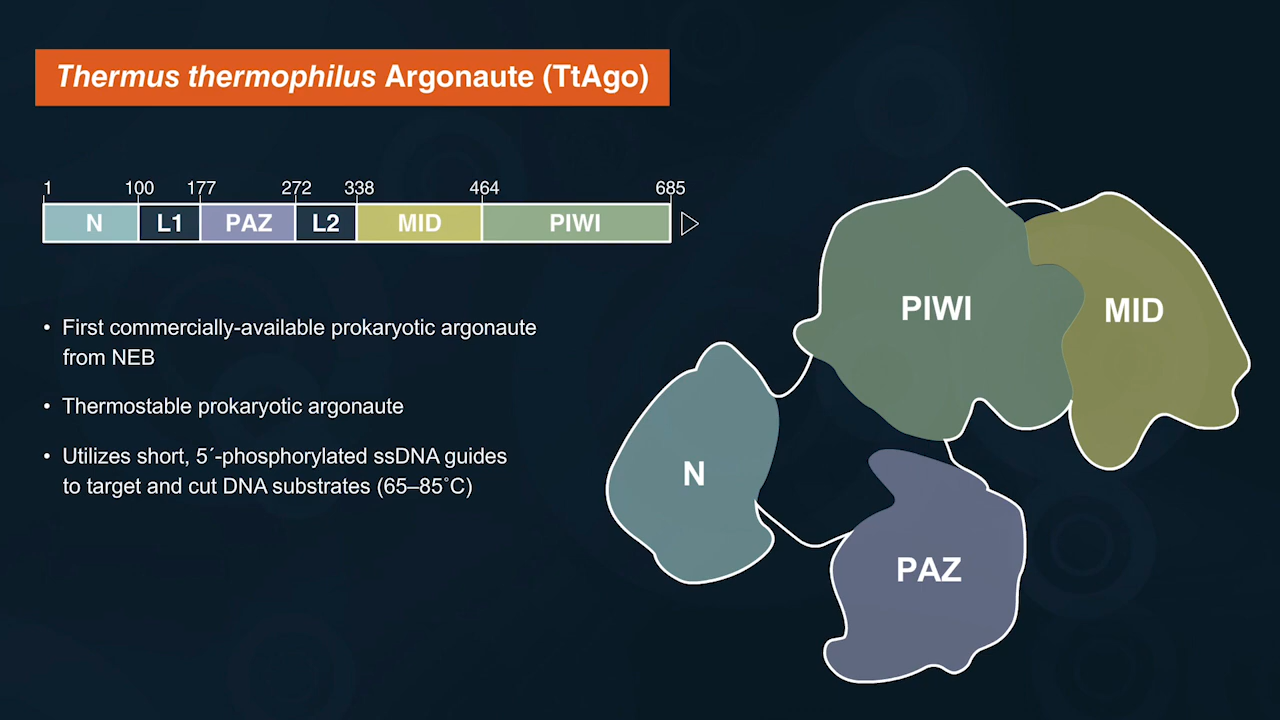 Thermus thermophilus Argonaute (TtAgo)
1 100 177 272 338 464 685
N L1 PAZ L2 MID PIWI
• First commercially-available prokaryotic argonaute
from NEB
• Thermostable prokaryotic argonaute
• Utilizes short, 5´-phosphorylated ssDNA guides
to target and cut DNA substrates (65–85˚C)
PIWI
MID
N
PAZ